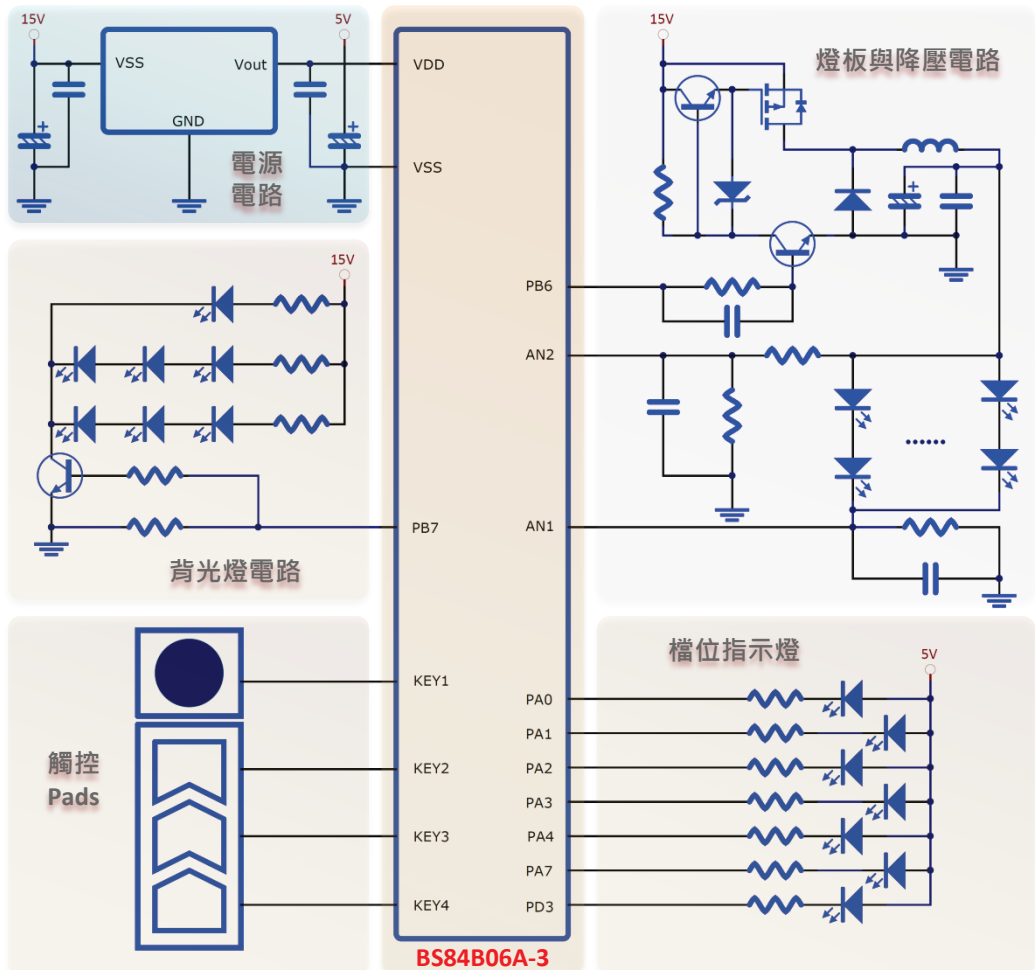 15V
5V
VSS
Vout
GND
電源
電路
VDD
VSS
15V
燈板與降壓電路
15V
PB6
AN2
......
PB7
AN1
背光燈電路
檔位指示燈
5V
觸控
Pads
KEY1
KEY2
KEY3
KEY4
PA0
PA1
PA2
PA3
PA4
PA7
PD3
BS84B06A-3